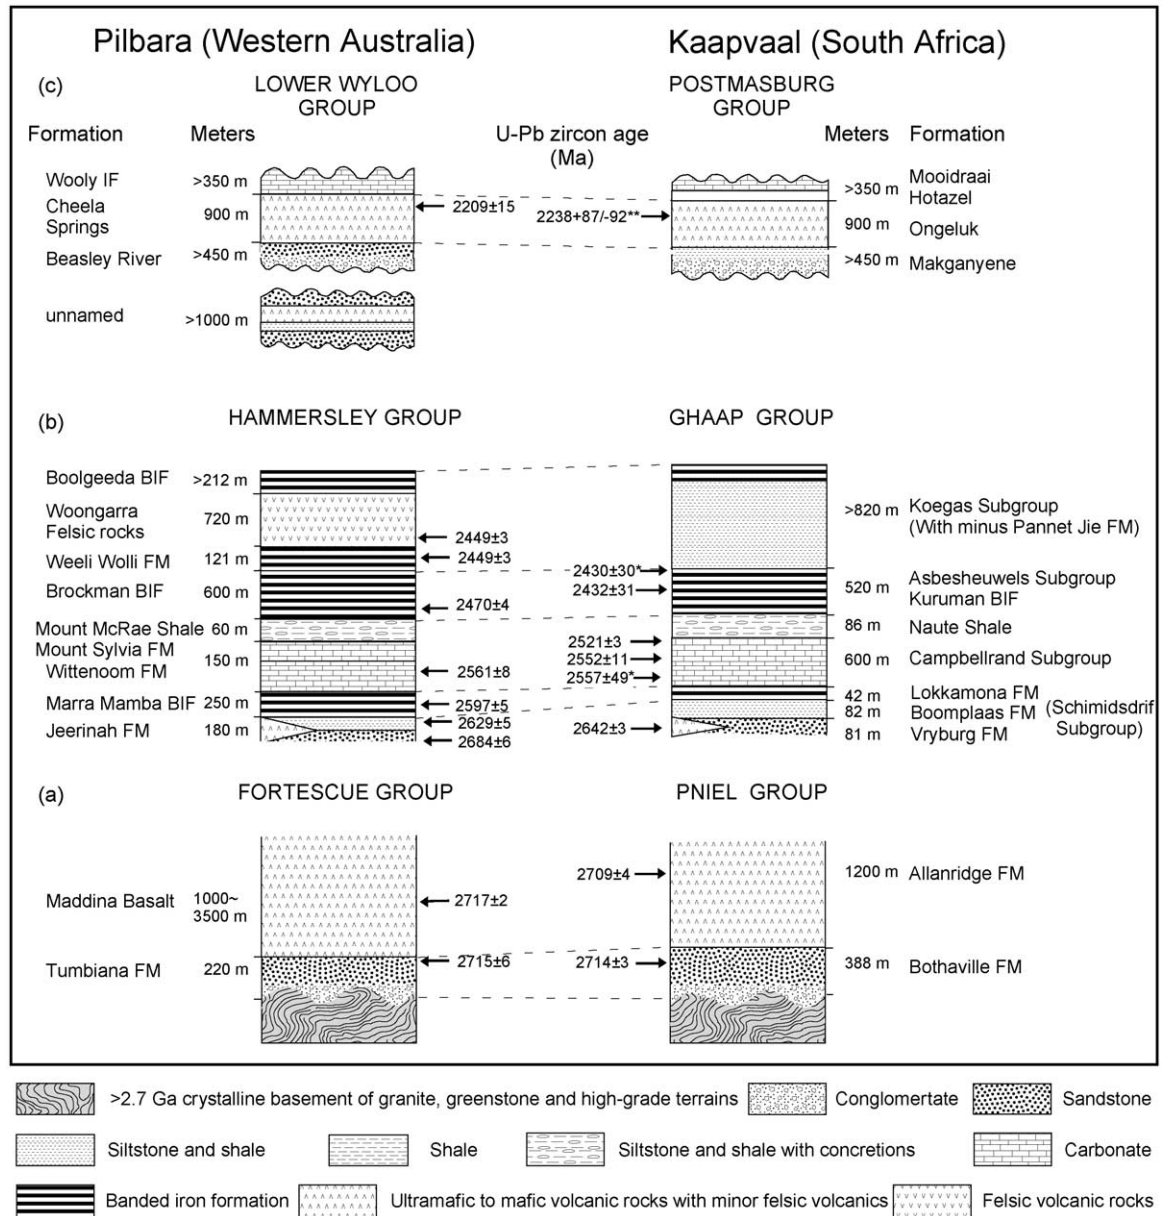 Pilbara (Western Australia)
Kaapvaal (South Africa)
(c)
LOWER WYLOO
GROUP
POSTMASBURG
GROUP
Formation
Meters
U-Pb zircon age
(Ma)
Meters
Formation
Wooly IF
>350 m
Cheela
Springs
900 m
2209±15
Beasley River
>450 m
unnamed
>1000 m
2238+87/-92**
>350 m
Mooidraai
Hotazel
900 m
Ongeluk
>450 m
Makganyene
(b)
HAMMERSLEY GROUP
GHAAP GROUP
Boolgeeda BIF
>212 m
Woongarra
Felsic rocks
720 m
2449±3
Weeli Wolli FM
121 m
2449±3
Brockman BIF
600 m
2470±4
Mount McRae Shale
60 m
Mount Sylvia FM
150 m
Wittenoom FM
2561±8
Marra Mamba BIF
250 m
2597±5
Jeerinah FM
180 m
2629±5
2684±6
>820 m
Koegas Subgroup
(With minus Pannet Jie FM)
2430±30*
2432±31
520 m
Asbesheuwels Subgroup
Kuruman BIF
86 m
Naute Shale
2521±3
2552±11
2557±49*
600 m
Campbellrand Subgroup
42 m
Lokkamona FM
82 m
Boomplaas FM
(Schimidsdrif
Subgroup)
2642±3
81 m
Vryburg FM
(a)
FORTESCUE GROUP
PNIEL GROUP
Maddina Basalt
1000~
3500 m
2717±2
Tumbiana FM
220 m
2715±6
2709±4
1200 m
Allanridge FM
2714±3
388 m
Bothaville FM
>2.7 Ga crystalline basement of granite, greenstone and high-grade terrains
Conglomertate
Sandstone
Siltstone and shale
Shale
Siltstone and shale with concretions
Carbonate
Banded iron formation
Ultramafic to mafic volcanic rocks with minor felsic volcanics
Felsic volcanic rocks